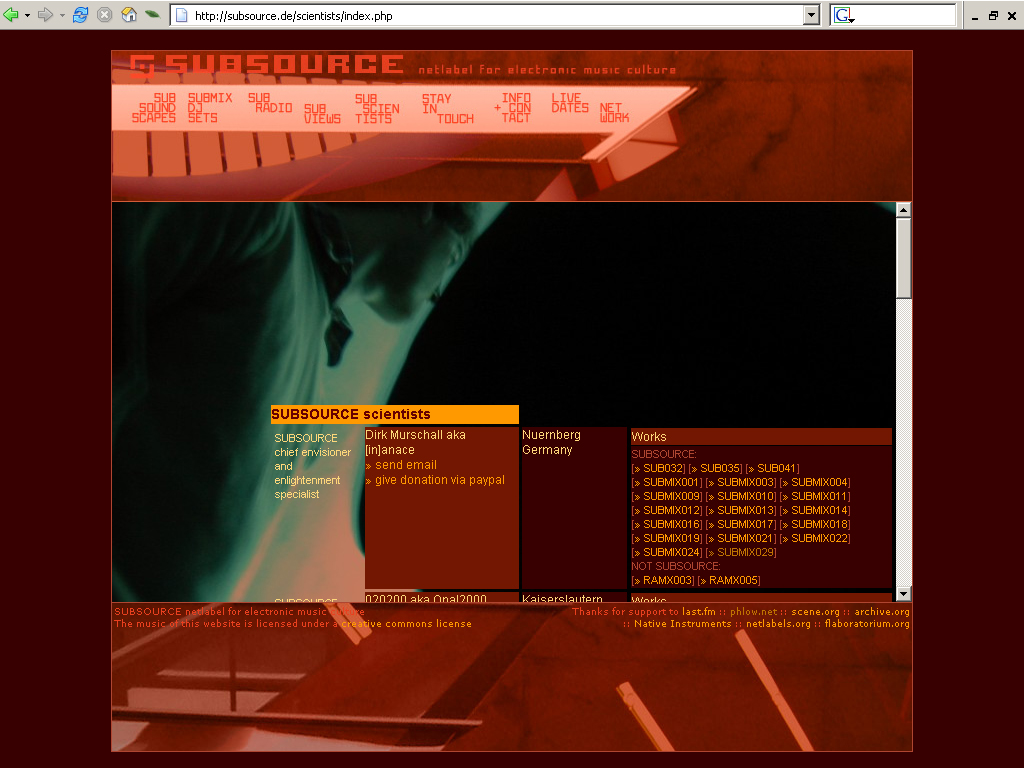 http://subsource.de/scientists/index.php
G
SUBSOURCE netlabel for electronic music culture
SUB SOUND SCAPES
SUBMIX DJ SETS
SUB RADIO
SUB VIEWS
SUB SCIEN TISTS
STAY IN TOUCH
INFO + CON TACT
LIVE DATES
NET WORK
SUBSOURCE scientists
SUBSOURCE
chief envisioner
and
enlightenment
specialist
Dirk Murschall aka
[in]anace
» send email
» give donation via paypal
Nuernberg
Germany
Works
SUBSOURCE:
[» SUB032] [» SUB035] [» SUB041]
[» SUBMIX001] [» SUBMIX003] [» SUBMIX004]
[» SUBMIX009] [» SUBMIX010] [» SUBMIX011]
[» SUBMIX012] [» SUBMIX013] [» SUBMIX014]
[» SUBMIX016] [» SUBMIX017] [» SUBMIX018]
[» SUBMIX019] [» SUBMIX021] [» SUBMIX022]
[» SUBMIX024] [» SUBMIX029]
NOT SUBSOURCE:
[» RAMX003] [» RAMX005]
SUBSOURCE
020200 aka Opal2000
Kaiserslautern
Works
SUBSOURCE netlabel for electronic music culture
The music of this website is licensed under a creative commons license
Thanks for support to last.fm :: phlow.net :: scene.org :: archive.org
:: Native Instruments :: netlabels.org :: flaboratorium.org